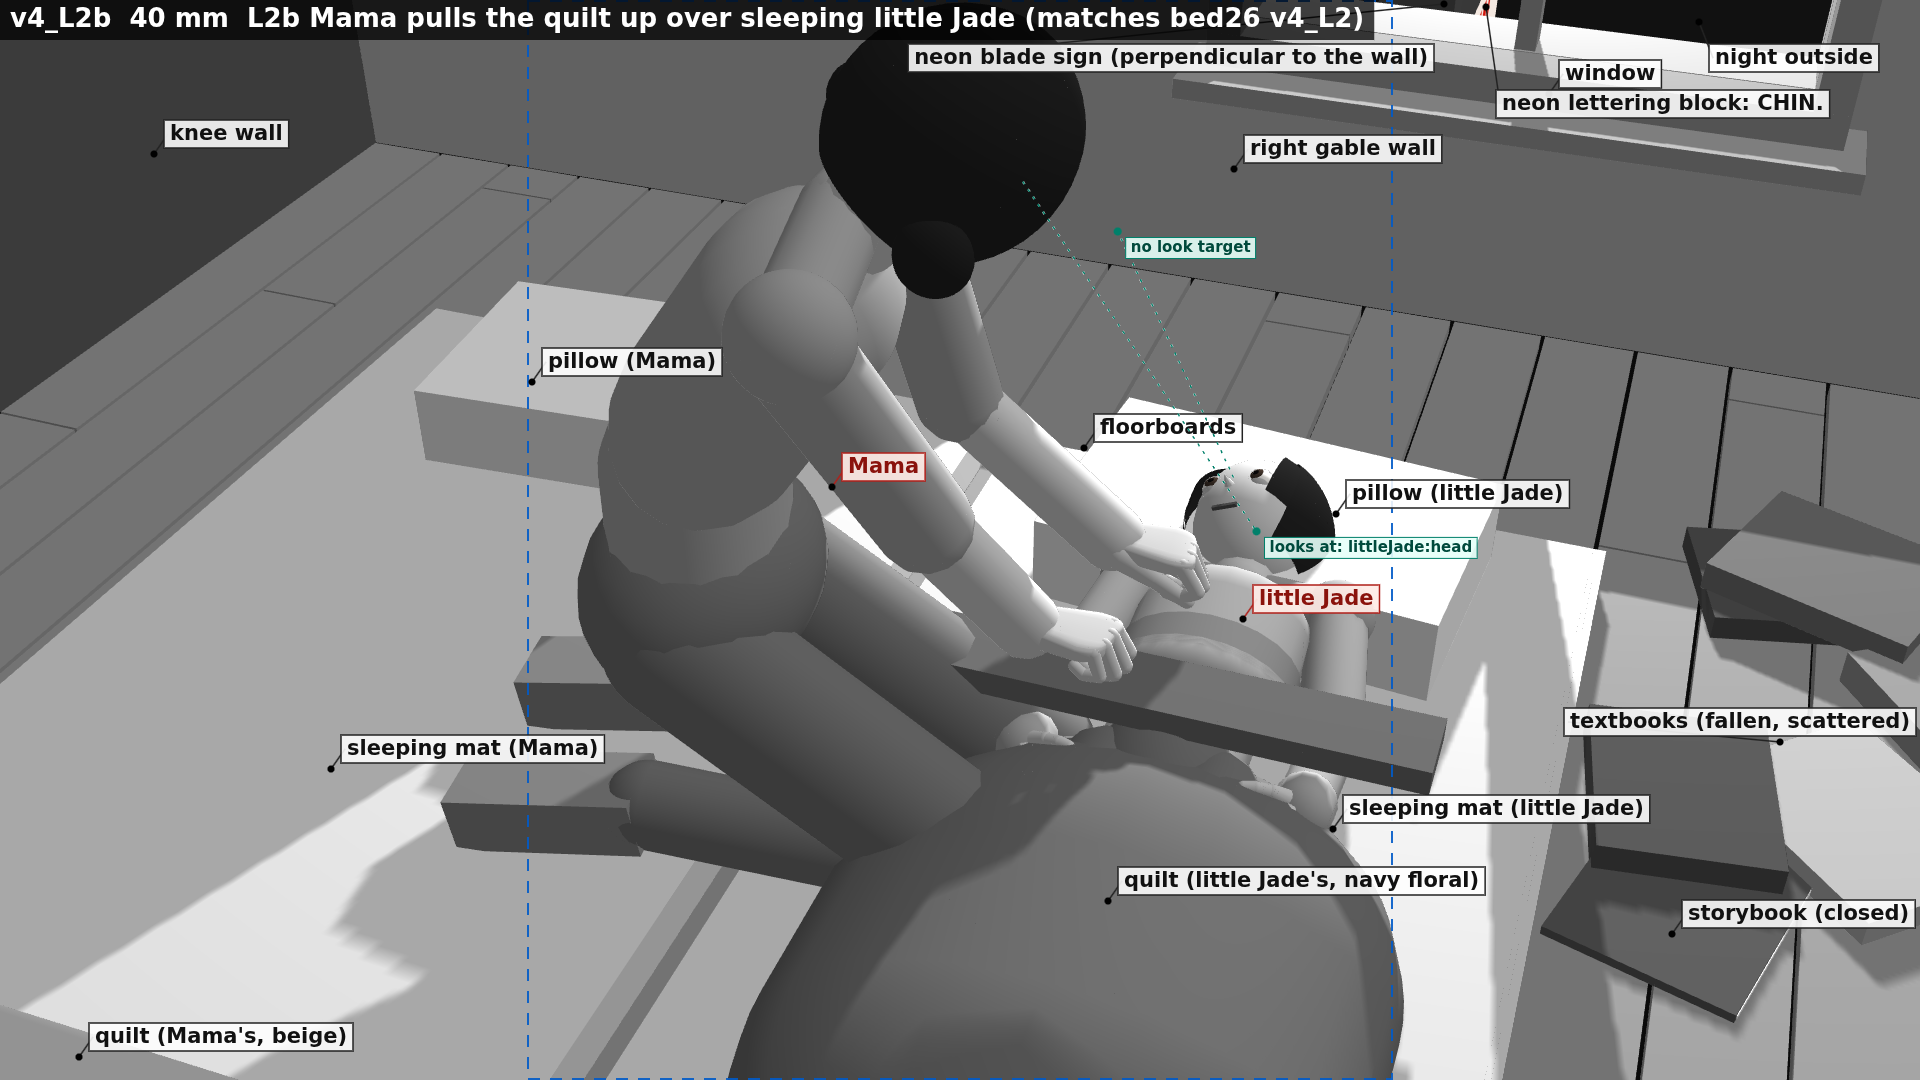 v4_L2b  40 mm  L2b Mama pulls the quilt up over sleeping little Jade (matches bed26 v4_L2)
neon blade sign (perpendicular to the wall)
night outside
window
neon lettering block: CHIN.
knee wall
right gable wall
no look target
pillow (Mama)
floorboards
Mama
pillow (little Jade)
looks at: littleJade:head
little Jade
textbooks (fallen, scattered)
sleeping mat (Mama)
sleeping mat (little Jade)
quilt (little Jade's, navy floral)
storybook (closed)
quilt (Mama's, beige)